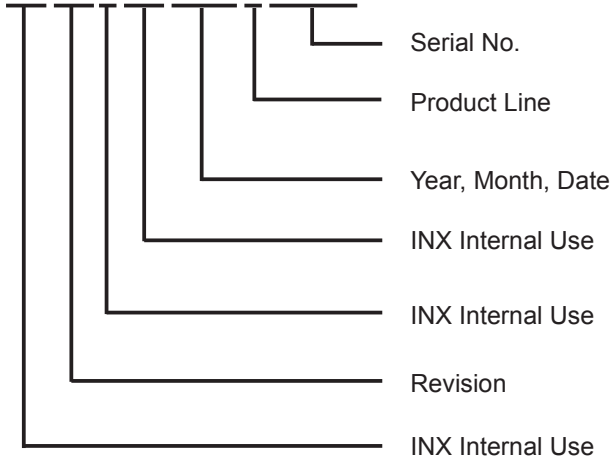 Serial No.
Product Line
Year, Month, Date
INX Internal Use
INX Internal Use
Revision
INX Internal Use